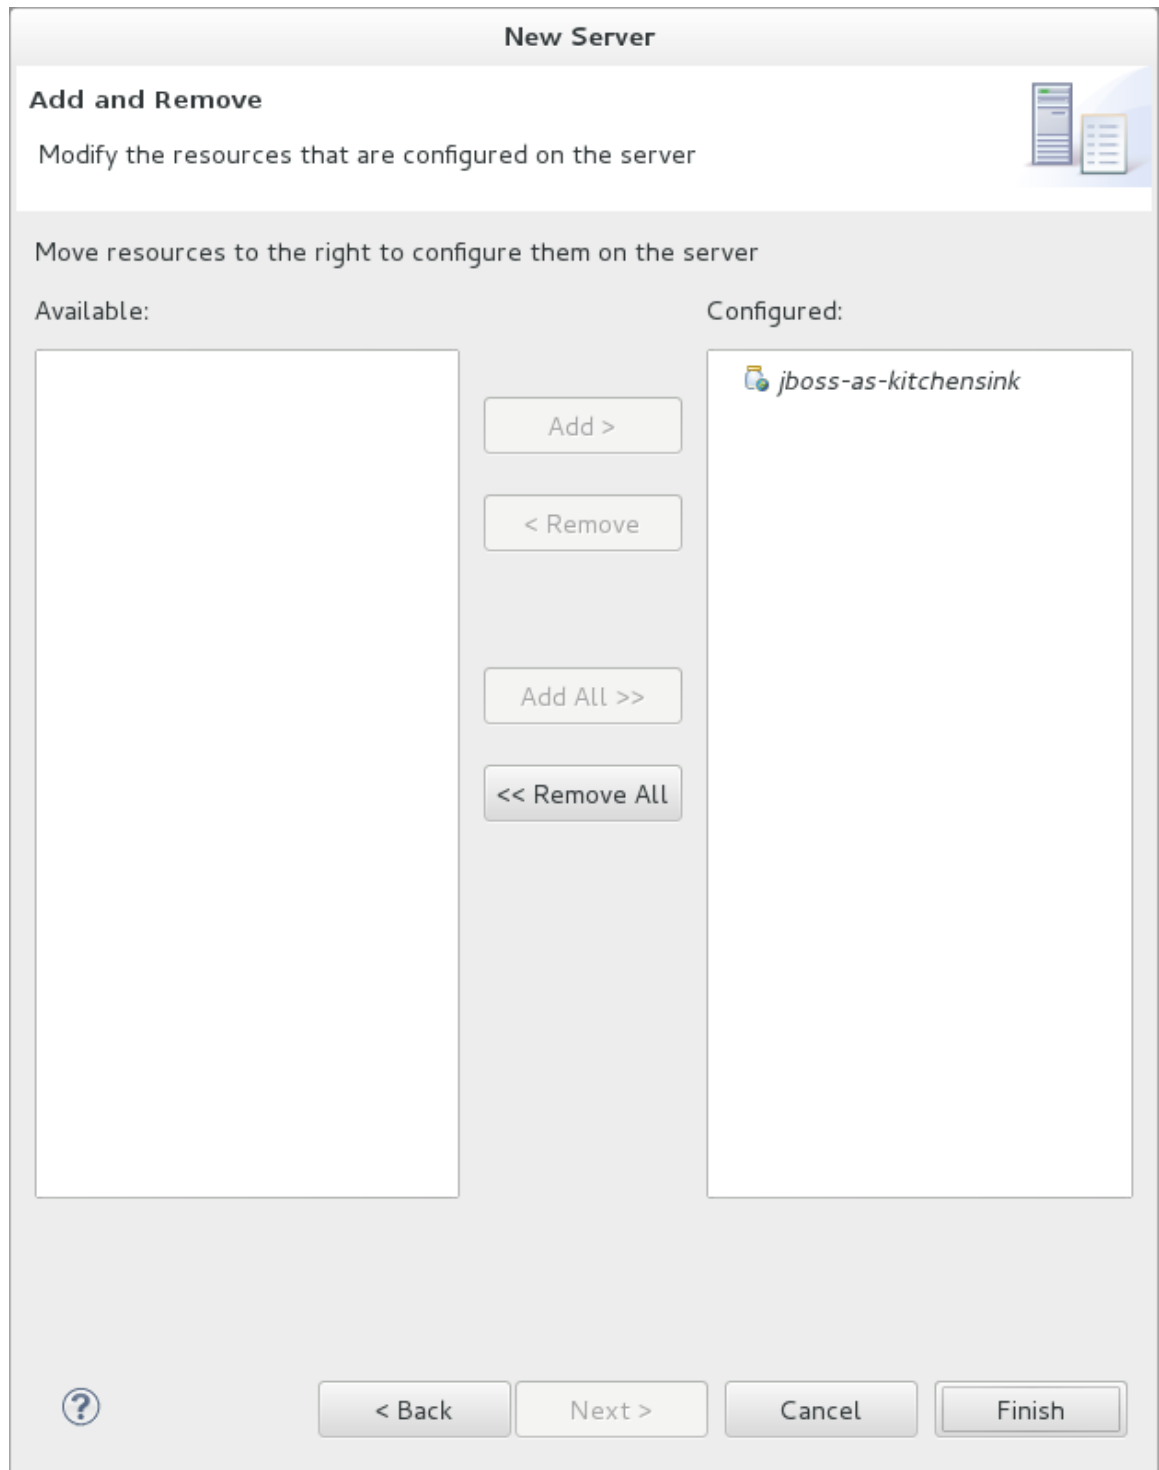 New Server
Add and Remove
Modify the resources that are configured on the server
Move resources to the right to configure them on the server
Available:
Configured:
jboss-as-kitchensink
Add >
< Remove
Add All >>
<< Remove All
?
< Back
Next >
Cancel
Finish